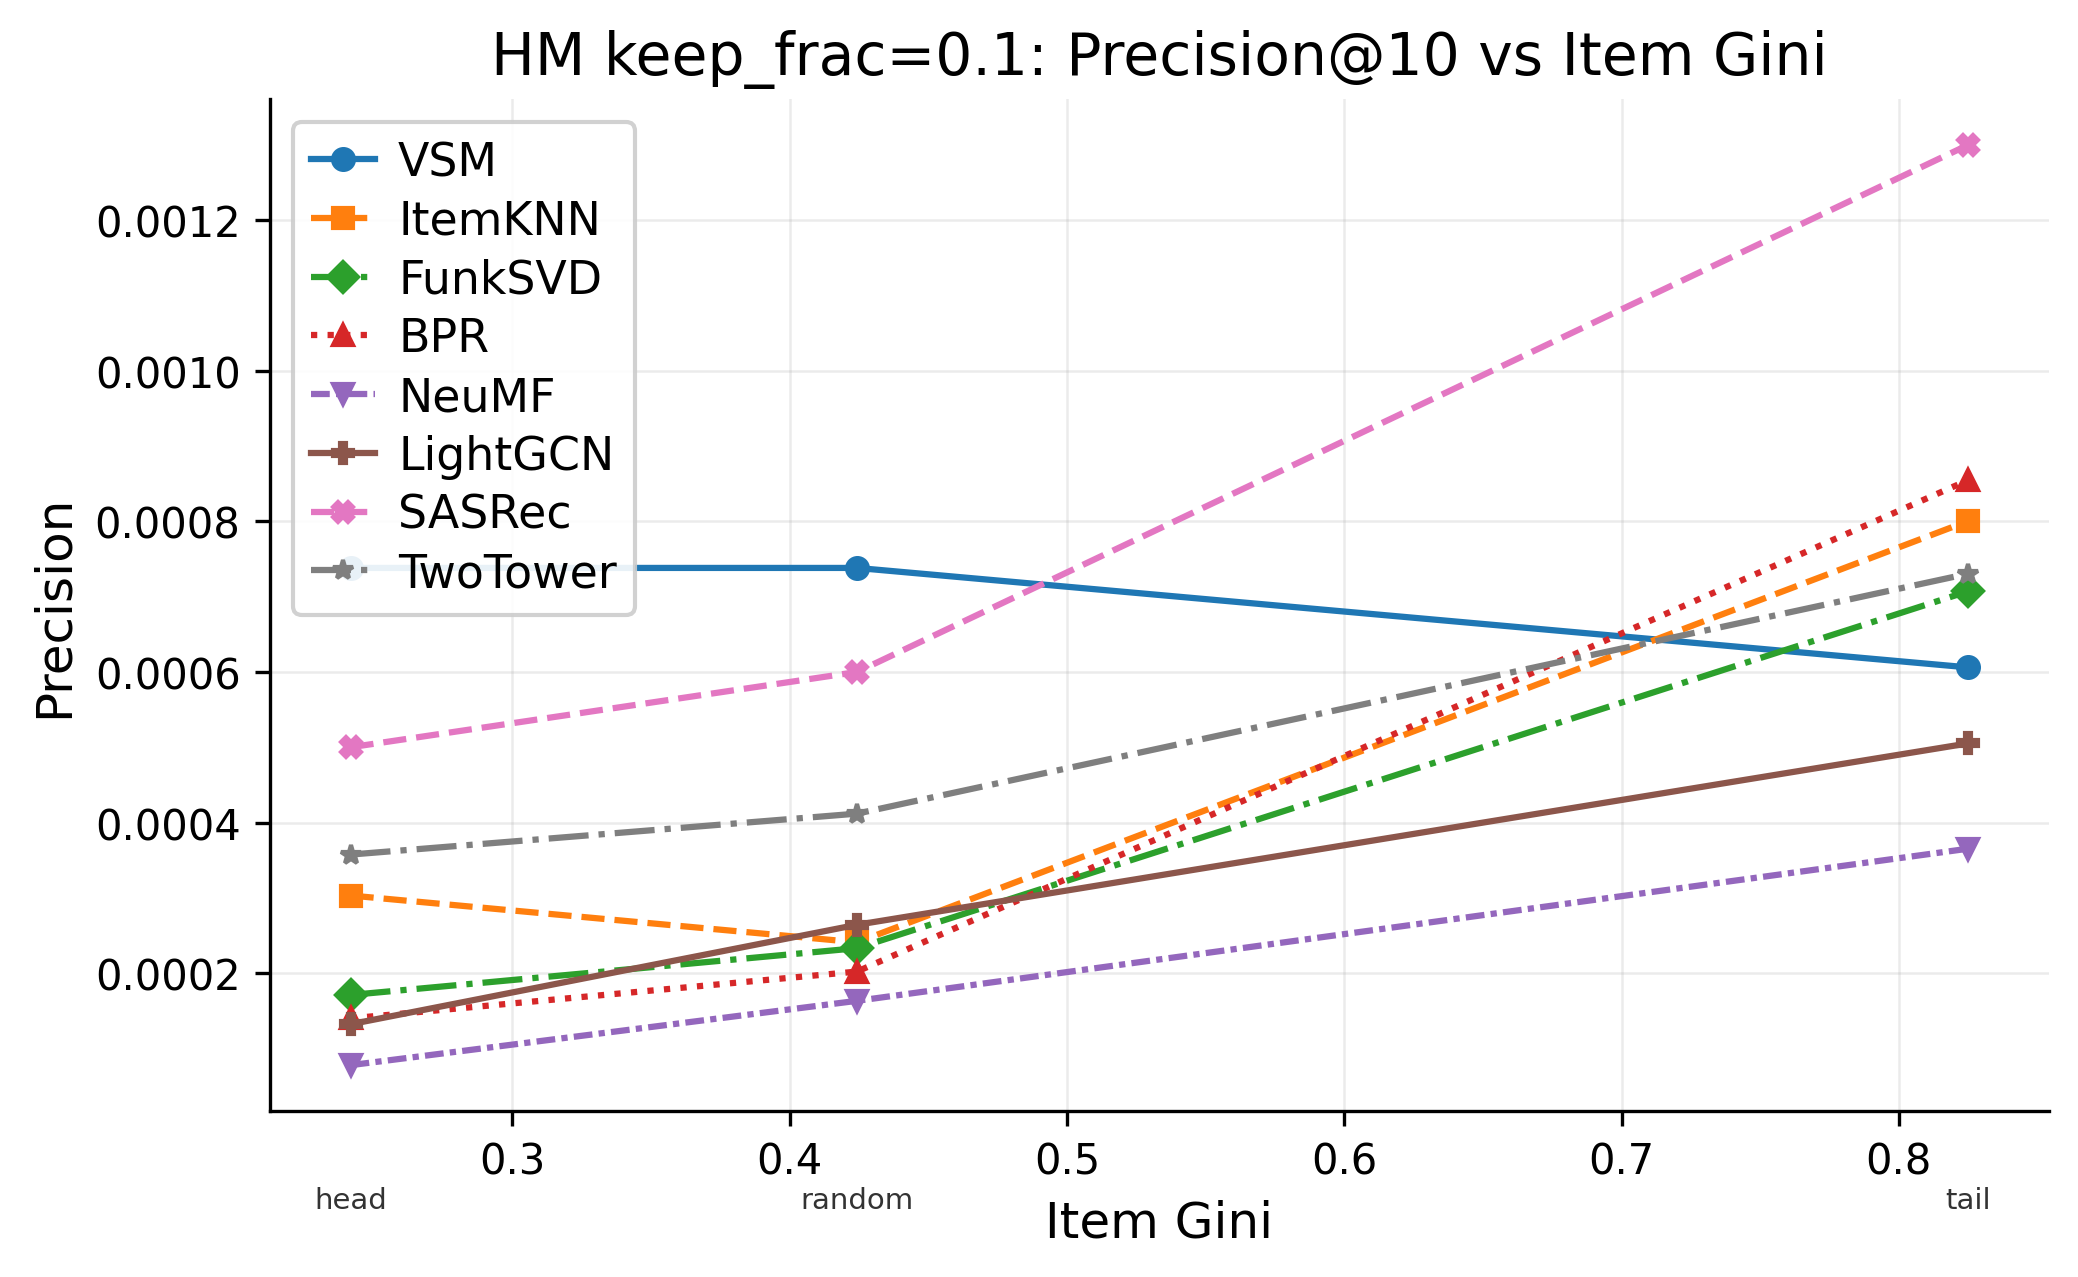 HM keep_frac=0.1: Precision@10 vs Item Gini
VSM
ItemKNN
FunkSVD
BPR
NeuMF
LightGCN
SASRec
TwoTower
Precision
0.0012
0.0010
0.0008
0.0006
0.0004
0.0002
0.3 0.4 0.5 0.6 0.7 0.8
head random tail
Item Gini